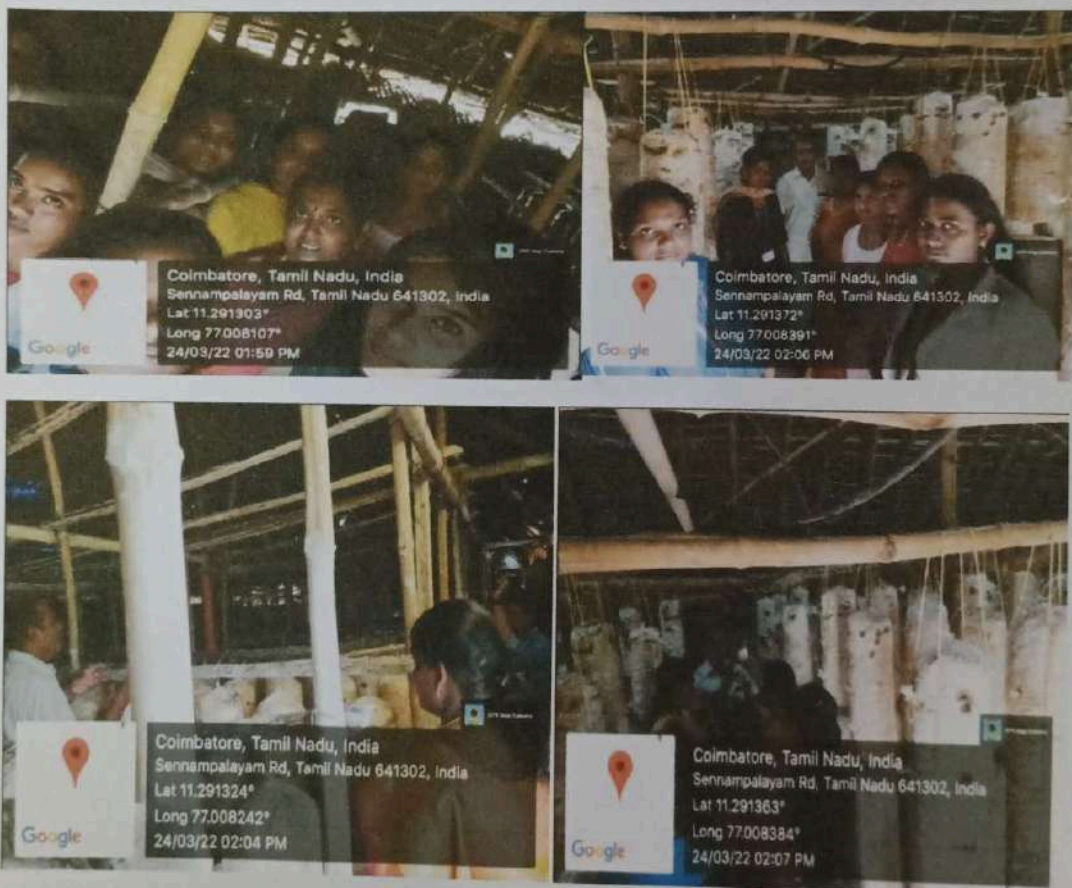 Coimbatore, Tamil Nadu, India
Sennampalayam Rd, Tamil Nadu 641302, India
Lat 11.291303°
Long 77.008107°
24/03/22 01:59 PM
Google
Coimbatore, Tamil Nadu, India
Sennampalayam Rd, Tamil Nadu 641302, India
Lat 11.291372°
Long 77.008391°
24/03/22 02:06 PM
Google
GPS Map Camera
Coimbatore, Tamil Nadu, India
Sennampalayam Rd, Tamil Nadu 641302, India
Lat 11.291324°
Long 77.008242°
24/03/22 02:04 PM
Google
Coimbatore, Tamil Nadu, India
Sennampalayam Rd, Tamil Nadu 641302, India
Lat 11.291363°
Long 77.008384°
24/03/22 02:07 PM
Google